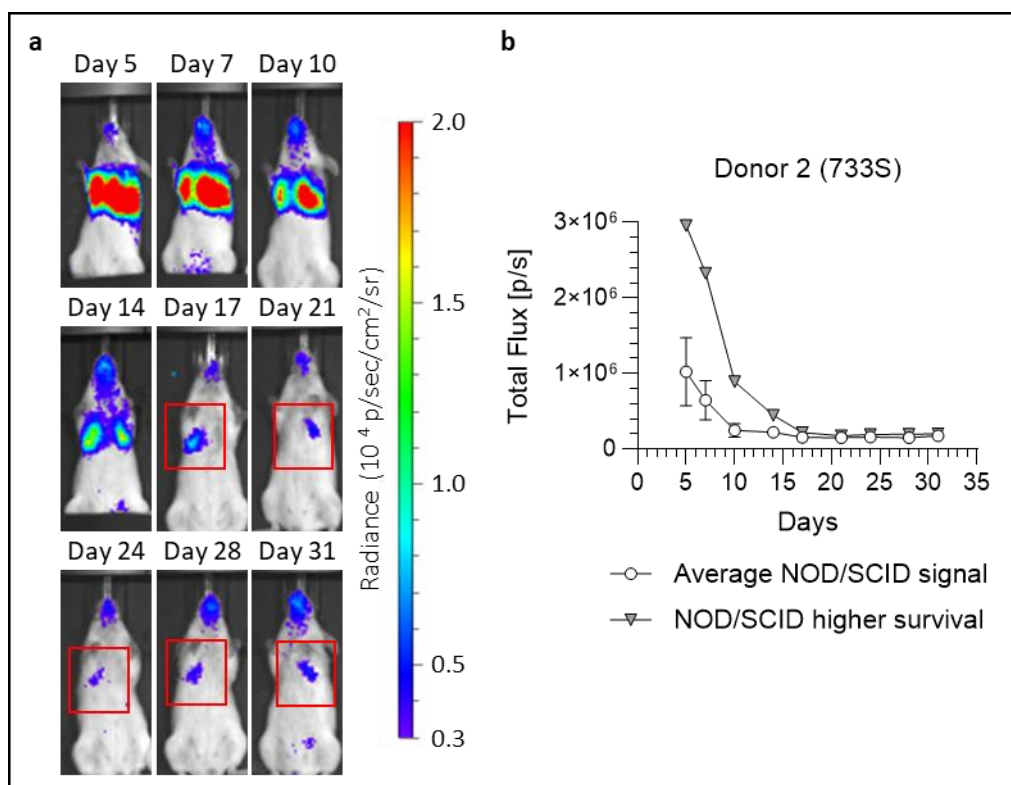 a
Day 5 Day 7 Day 10
Day 14 Day 17 Day 21
Day 24 Day 28 Day 31
2.0
1.5
1.0
0.5
0.3
Radiance (10⁴ p/sec/cm²/sr)
b
Donor 2 (733S)
3×10⁶
2×10⁶
1×10⁶
0
Total Flux [p/s]
0 5 10 15 20 25 30 35
Days
Average NOD/SCID signal
NOD/SCID higher survival